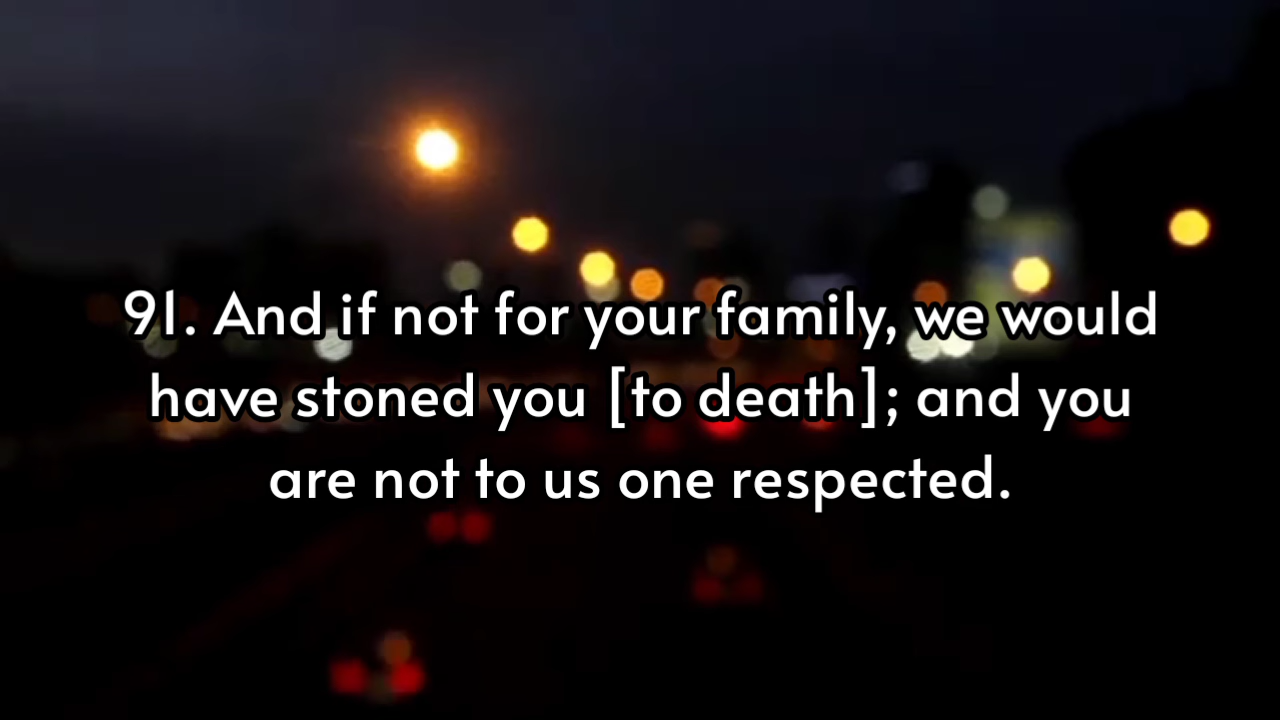 91. And if not for your family, we would
have stoned you [to death]; and you
are not to us one respected.